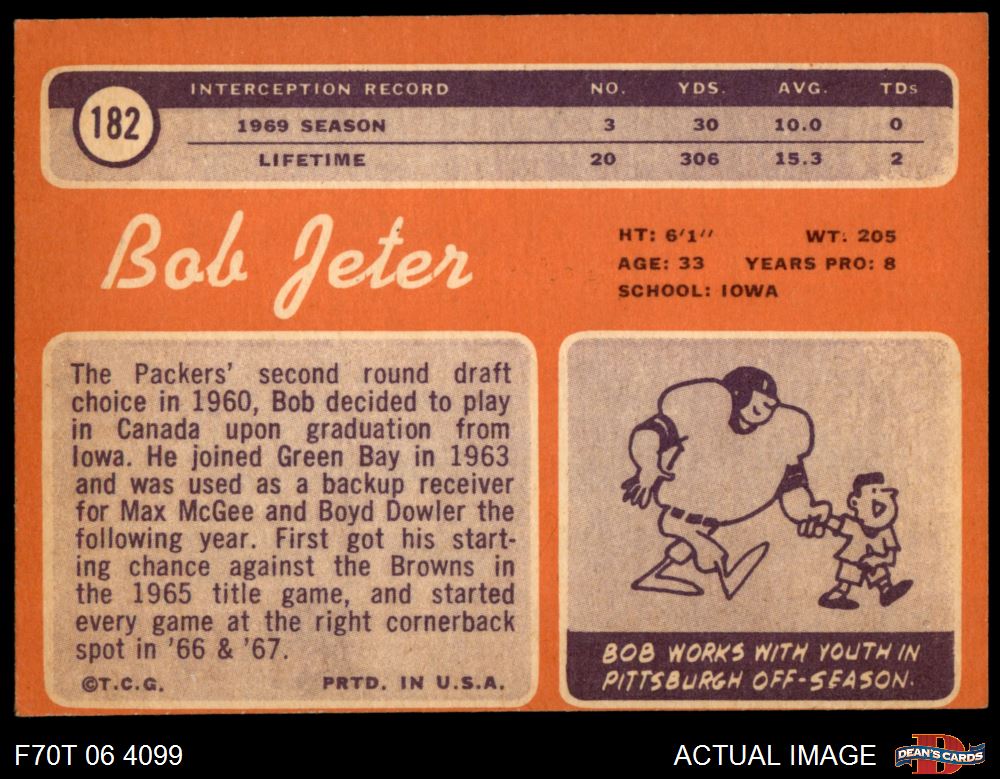 182
INTERCEPTION RECORD NO. YDS. AVG. TDs
1969 SEASON 3 30 10.0 0
LIFETIME 20 306 15.3 2
Bob Jeter
HT: 6'1" WT: 205
AGE: 33 YEARS PRO: 8
SCHOOL: IOWA
The Packers' second round draft
choice in 1960, Bob decided to play
in Canada upon graduation from
Iowa. He joined Green Bay in 1963
and was used as a backup receiver
for Max McGee and Boyd Dowler the
following year. First got his start-
ing chance against the Browns in
the 1965 title game, and started
every game at the right cornerback
spot in '66 & '67.
©T.C.G. PRTD. IN U.S.A.
BOB WORKS WITH YOUTH IN
PITTSBURGH OFF-SEASON.
F70T 06 4099 ACTUAL IMAGE
D
DEAN'S CARDS